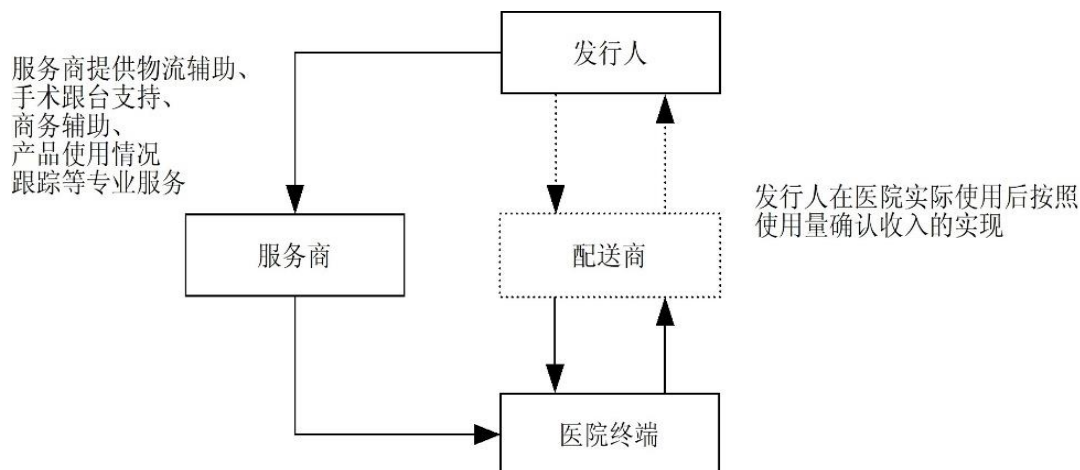 发行人
服务商提供物流辅助、
手术跟台支持、
商务辅助、
产品使用情况
跟踪等专业服务
发行人在医院实际使用后按照
使用量确认收入的实现
服务商
配送商
医院终端